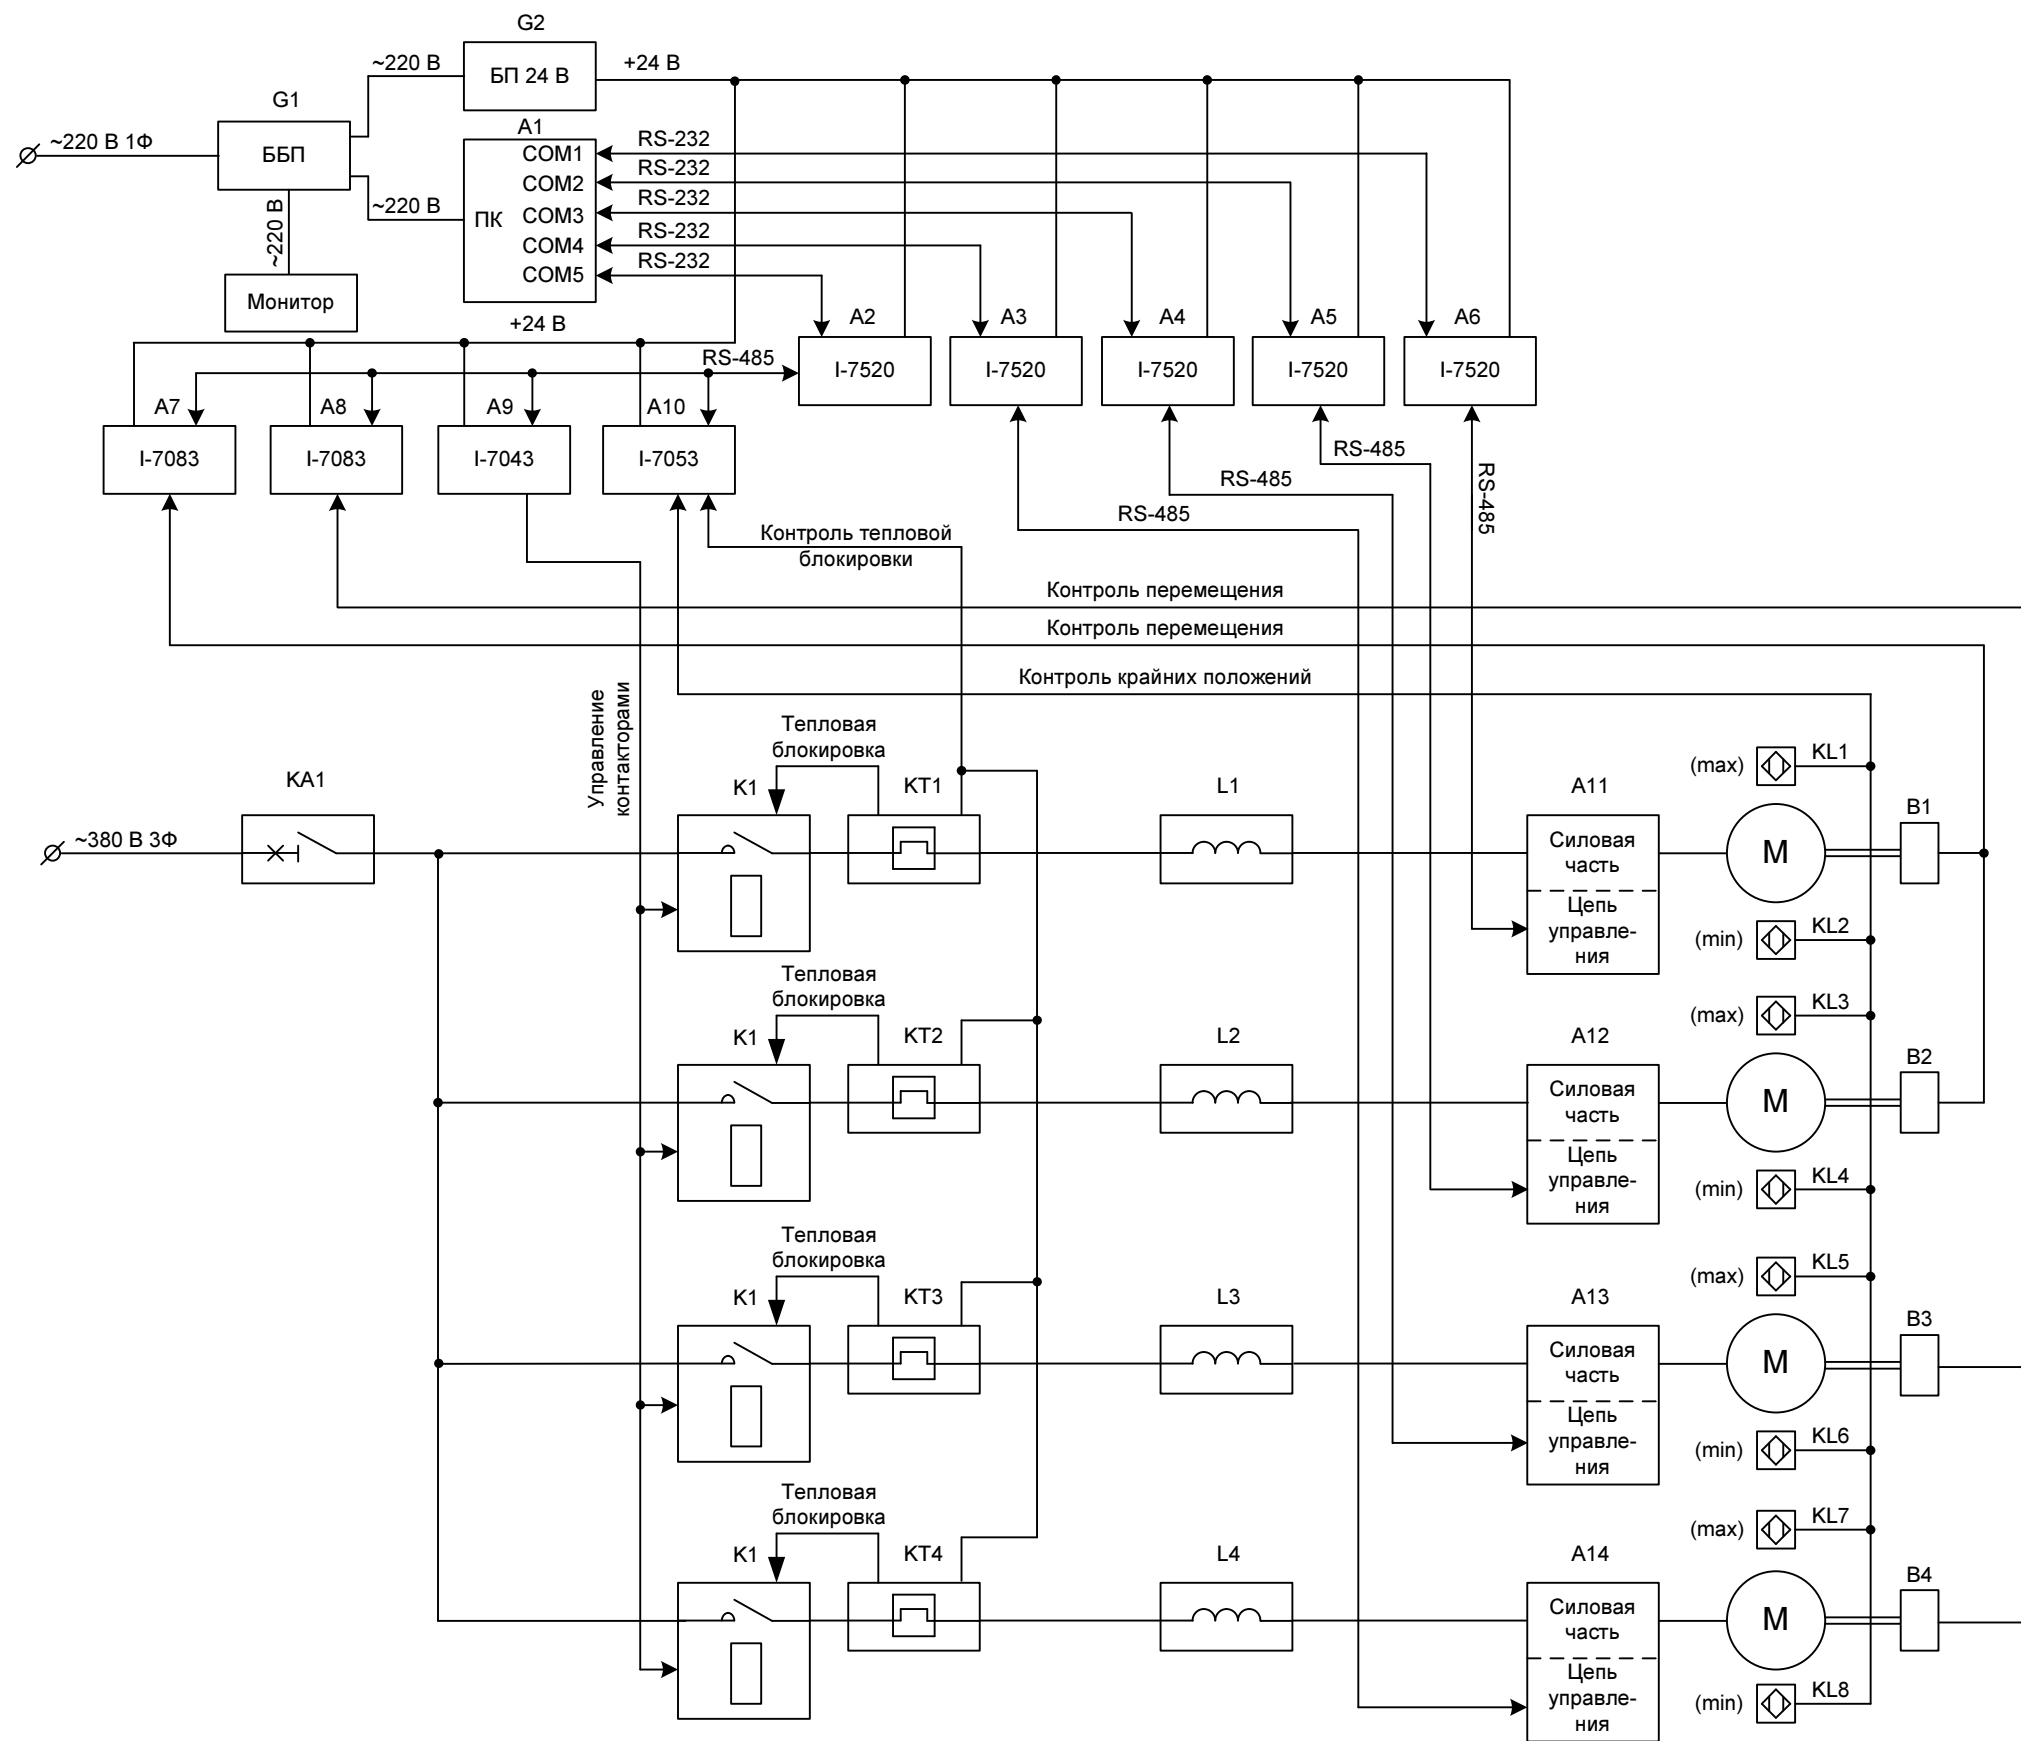 G2
~220 В
БП 24 В
+24 В
G1
~220 В 1Ф
ББП
A1
COM1
RS-232
COM2
RS-232
COM3
RS-232
COM4
RS-232
COM5
RS-232
ПК
~220 В
~220 В
Монитор
+24 В
A2
A3
A4
A5
A6
RS-485
I-7520
I-7520
I-7520
I-7520
I-7520
A7
A8
A9
A10
I-7083
I-7083
I-7043
I-7053
RS-485
RS-485
RS-485
RS-485
Контроль тепловой
блокировки
Контроль перемещения
Контроль перемещения
Контроль крайних положений
Управление
контакторами
KA1
~380 В 3Ф
Тепловая
блокировка
K1
KT1
L1
A11
Силовая
часть
Цепь
управле-
ния
(max)
KL1
M
B1
(min)
KL2
Тепловая
блокировка
K1
KT2
L2
A12
Силовая
часть
Цепь
управле-
ния
(max)
KL3
M
B2
(min)
KL4
Тепловая
блокировка
K1
KT3
L3
A13
Силовая
часть
Цепь
управле-
ния
(max)
KL5
M
B3
(min)
KL6
Тепловая
блокировка
K1
KT4
L4
A14
Силовая
часть
Цепь
управле-
ния
(max)
KL7
M
B4
(min)
KL8